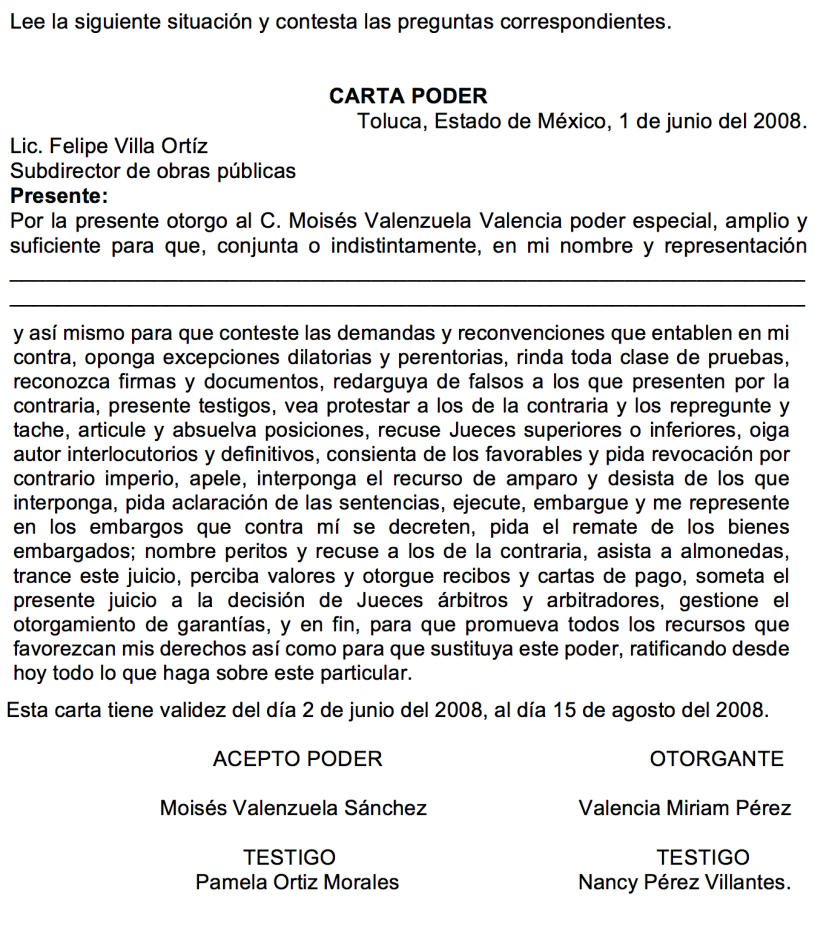 Lee la siguiente situación y contesta las preguntas correspondientes.
CARTA PODER
Toluca, Estado de México, 1 de junio del 2008.
Lic. Felipe Villa Ortíz
Subdirector de obras públicas
Presente:
Por la presente otorgo al C. Moisés Valenzuela Valencia poder especial, amplio y
suficiente para que, conjunta o indistintamente, en mi nombre y representación
y así mismo para que conteste las demandas y reconvenciones que entablen en mi
contra, oponga excepciones dilatorias y perentorias, rinda toda clase de pruebas,
reconozca firmas y documentos, redarguya de falsos a los que presenten por la
contraria, presente testigos, vea protestar a los de la contraria y los repregunte y
tache, articule y absuelva posiciones, recuse Jueces superiores o inferiores, oiga
autor interlocutorios y definitivos, consienta de los favorables y pida revocación por
contrario imperio, apele, interponga el recurso de amparo y desista de los que
interponga, pida aclaración de las sentencias, ejecute, embargue y me represente
en los embargos que contra mí se decreten, pida el remate de los bienes
embargados; nombre peritos y recuse a los de la contraria, asista a almonedas,
trance este juicio, perciba valores y otorgue recibos y cartas de pago, someta el
presente juicio a la decisión de Jueces árbitros y arbitradores, gestione el
otorgamiento de garantías, y en fin, para que promueva todos los recursos que
favorezcan mis derechos así como para que sustituya este poder, ratificando desde
hoy todo lo que haga sobre este particular.
Esta carta tiene validez del día 2 de junio del 2008, al día 15 de agosto del 2008.
ACEPTO PODER OTORGANTE
Moisés Valenzuela Sánchez Valencia Miriam Pérez
TESTIGO TESTIGO
Pamela Ortiz Morales Nancy Pérez Villantes.